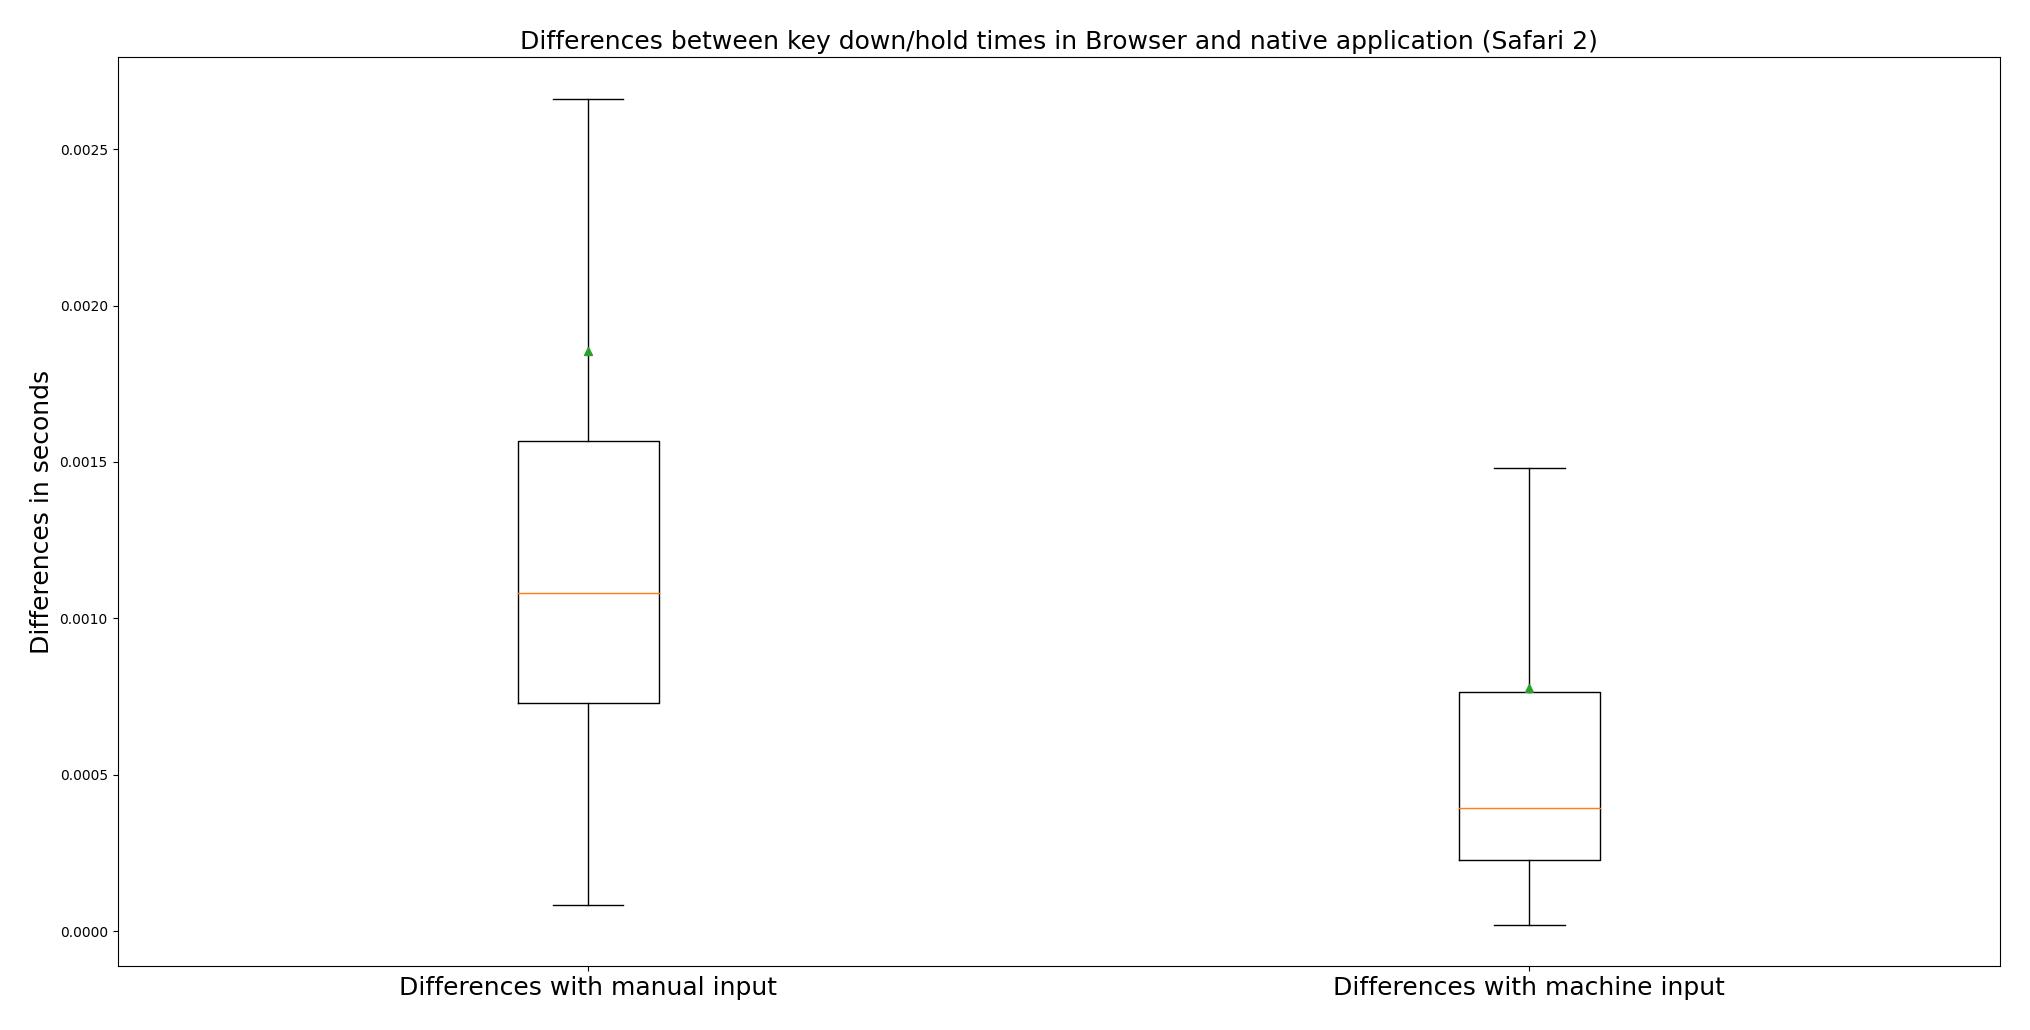 Differences between key down/hold times in Browser and native application (Safari 2)
Differences in seconds
0.0025
0.0020
0.0015
0.0010
0.0005
0.0000
Differences with manual input
Differences with machine input